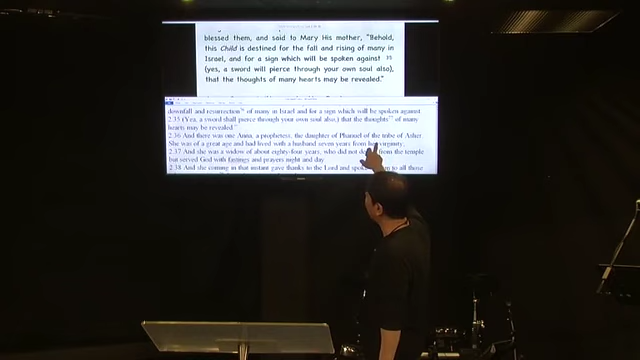 blessed them, and said to Mary His mother, "Behold,
this Child is destined for the fall and rising of many in
Israel, and for a sign which will be spoken against 35
(yes, a sword will pierce through your own soul also),
that the thoughts of many hearts may be revealed."
downfall and resurrection of many in Israel and for a sign which will be spoken against
2:35 (Yea, a sword shall pierce through your own soul also,) that the thoughts of many
hearts may be revealed
2:36 And there was one Anna, a prophetess, the daughter of Phanuel of the tribe of Asher
She was of a great age and had lived with a husband seven years from her virginity,
2:37 And she was a widow of about eighty-four years, who did not from the temple
but served God with fastings and prayers night and day
2:38 And she coming in that instant gave thanks to the Lord and to all those